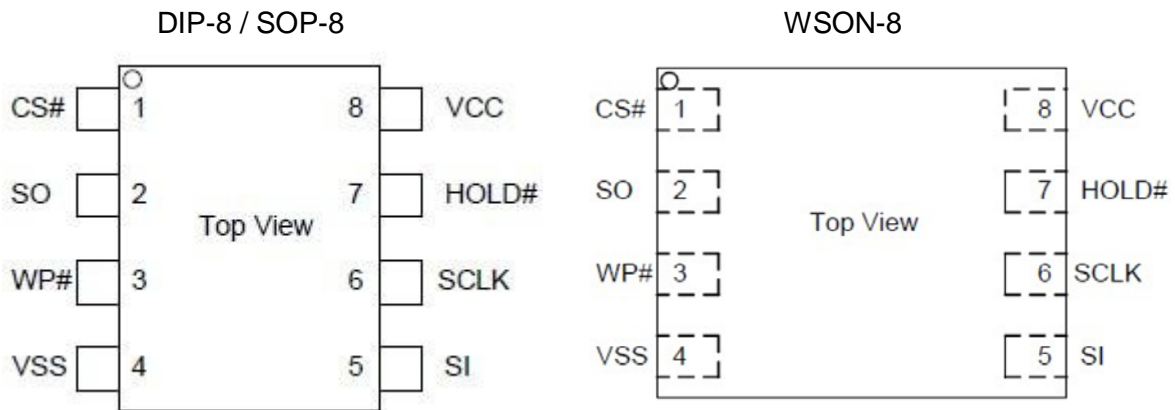 DIP-8 / SOP-8
CS# 1 8 VCC
SO 2 7 HOLD#
Top View
WP# 3 6 SCLK
VSS 4 5 SI
WSON-8
CS# 1 8 VCC
SO 2 7 HOLD#
Top View
WP# 3 6 SCLK
VSS 4 5 SI